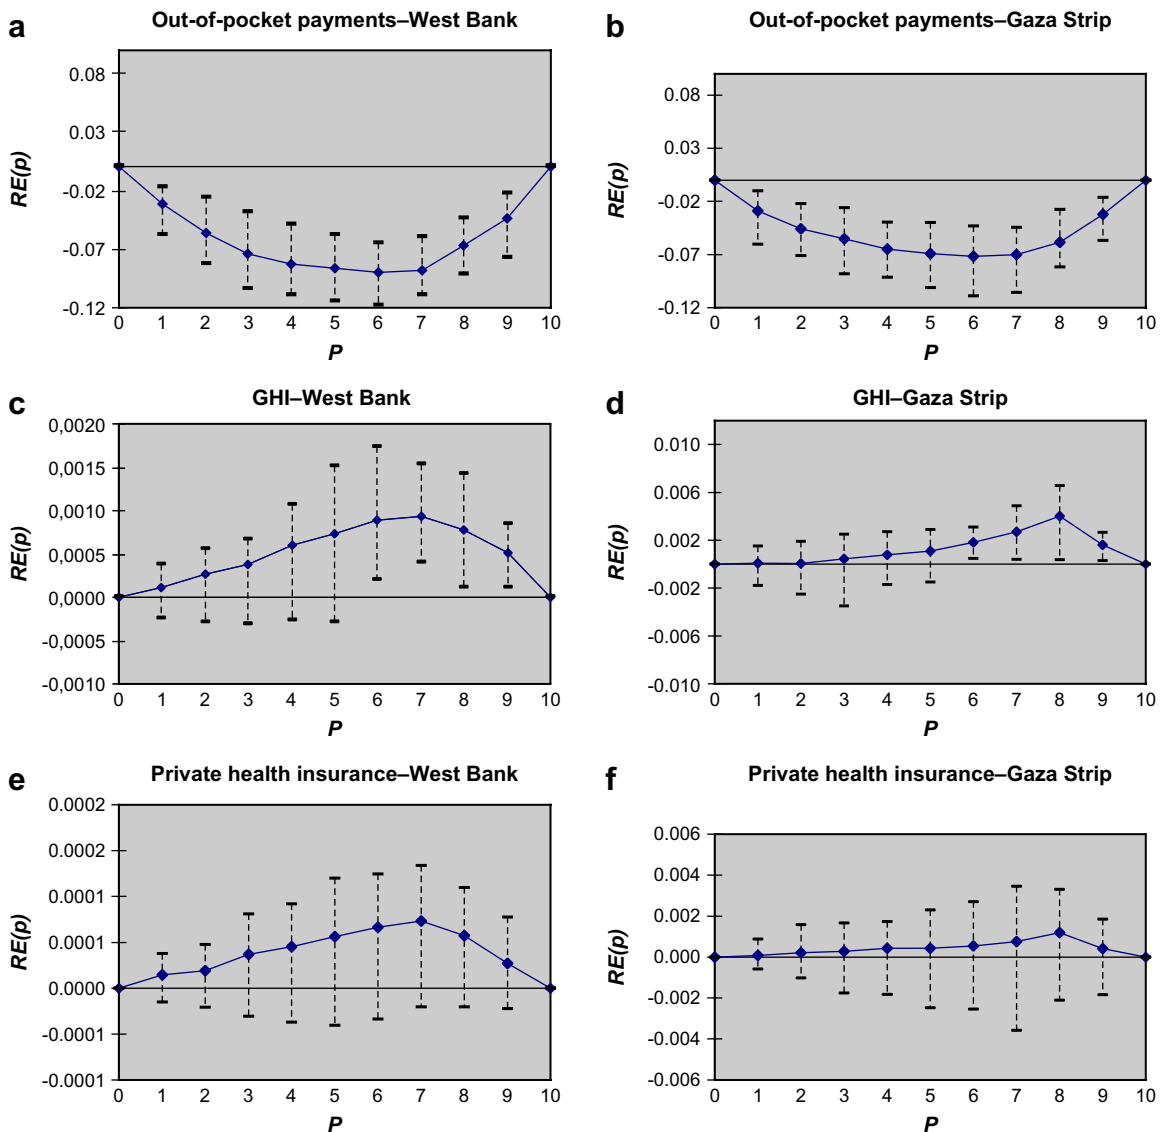 a
Out-of-pocket payments–West Bank
0.08
0.03
-0.02
-0.07
-0.12
RE(p)
0 1 2 3 4 5 6 7 8 9 10
P
b
Out-of-pocket payments–Gaza Strip
0.08
0.03
-0.02
-0.07
-0.12
RE(p)
0 1 2 3 4 5 6 7 8 9 10
P
c
GHI–West Bank
0,0020
0,0015
0,0010
0,0005
0,0000
-0,0005
-0,0010
RE(p)
0 1 2 3 4 5 6 7 8 9 10
P
d
GHI–Gaza Strip
0.010
0.006
0.002
-0.002
-0.006
-0.010
RE(p)
0 1 2 3 4 5 6 7 8 9 10
P
e
Private health insurance–West Bank
0.0002
0.0002
0.0001
0.0001
0.0000
-0.0001
-0.0001
RE(p)
0 1 2 3 4 5 6 7 8 9 10
P
f
Private health insurance–Gaza Strip
0.006
0.004
0.002
0.000
-0.002
-0.004
-0.006
RE(p)
0 1 2 3 4 5 6 7 8 9 10
P